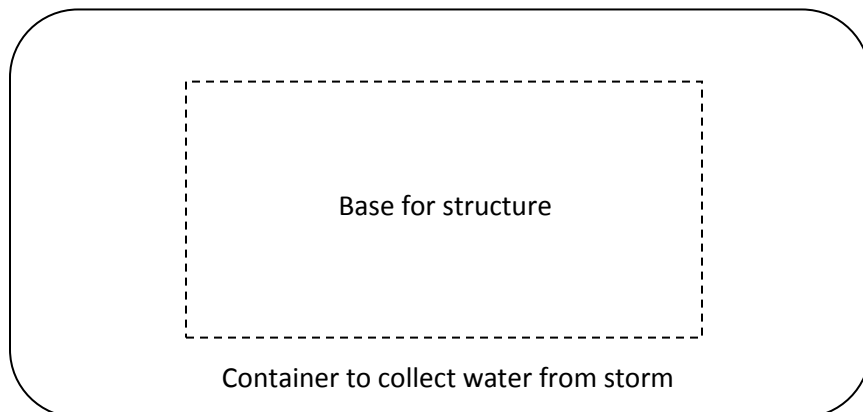 Base for structure
Container to collect water from storm